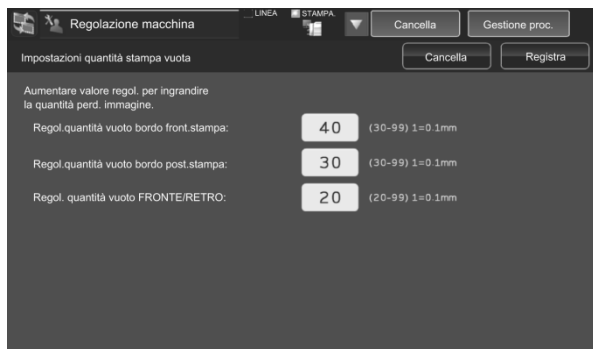 Regolazione macchina
LINEA
STAMPA.
Cancella
Gestione proc.
Impostazioni quantità stampa vuota
Cancella
Registra
Aumentare valore regol. per ingrandire
la quantità perd. immagine.
Regol.quantità vuoto bordo front.stampa: 40 (30-99) 1=0.1mm
Regol.quantità vuoto bordo post.stampa: 30 (30-99) 1=0.1mm
Regol. quantità vuoto FRONTE/RETRO: 20 (20-99) 1=0.1mm